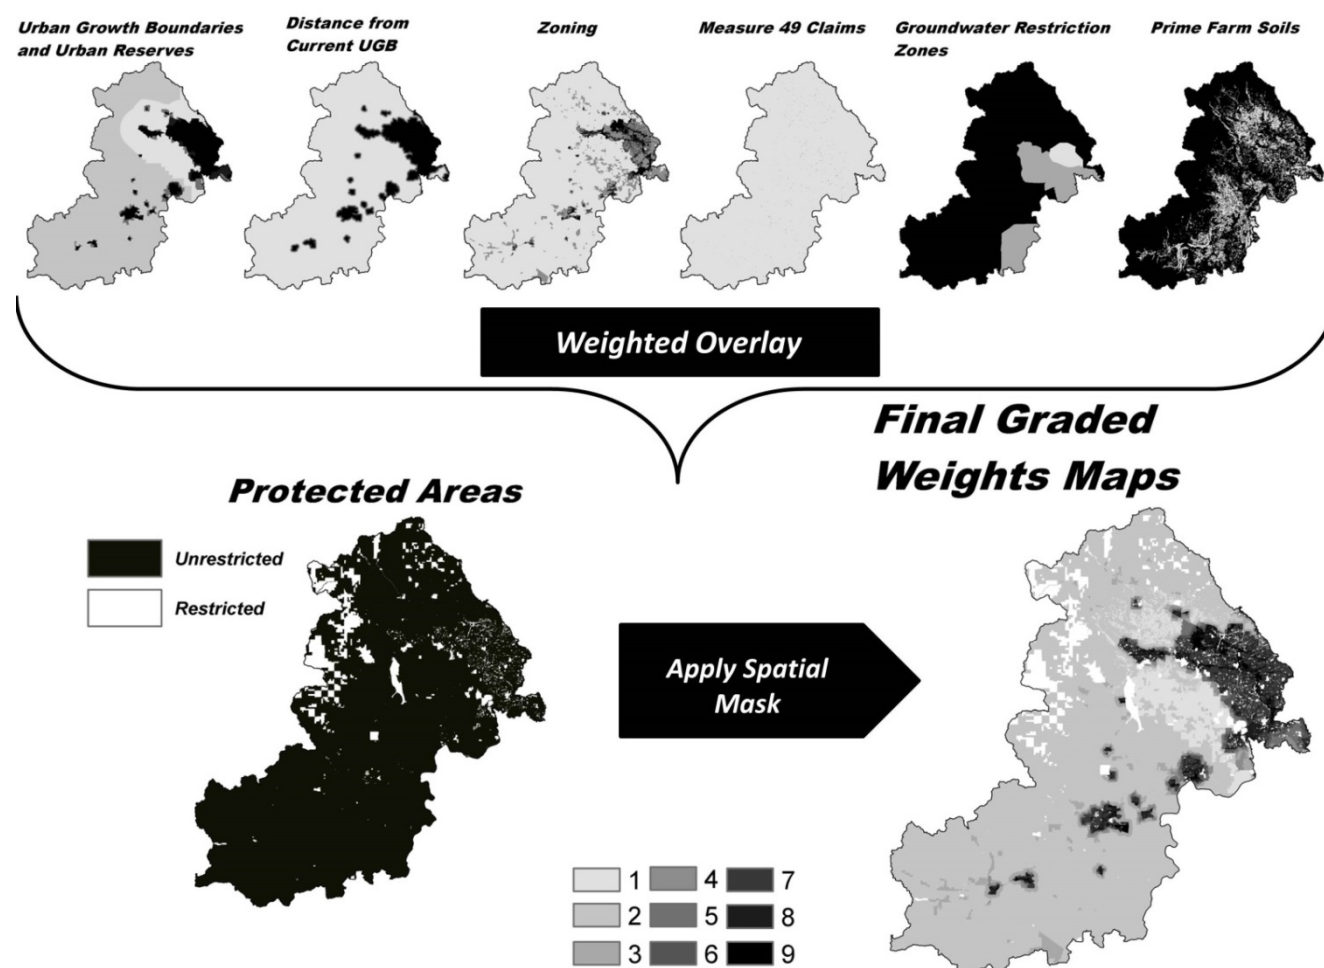 Urban Growth Boundaries
and Urban Reserves
Distance from
Current UGB
Zoning
Measure 49 Claims
Groundwater Restriction
Zones
Prime Farm Soils
Weighted Overlay
Final Graded
Weights Maps
Protected Areas
Unrestricted
Restricted
Apply Spatial
Mask
1 4 7
2 5 8
3 6 9